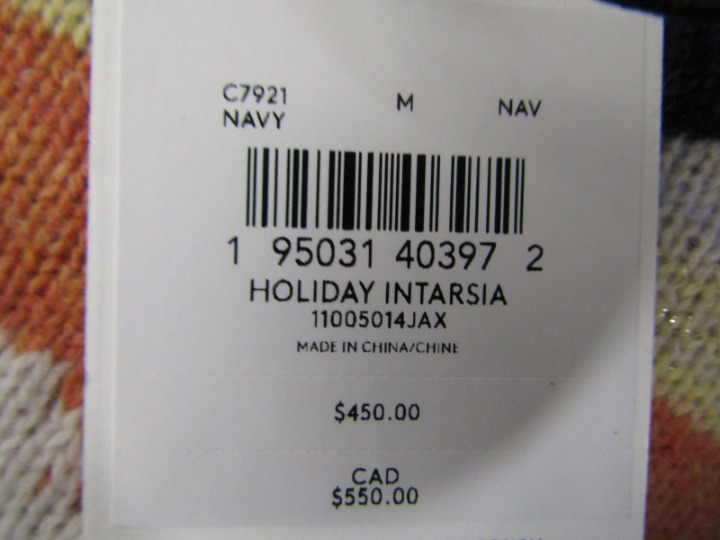 C7921 M NAV
NAVY
1 95031 40397 2
HOLIDAY INTARSIA
11005014JAX
MADE IN CHINA/CHINE
$450.00
CAD
$550.00